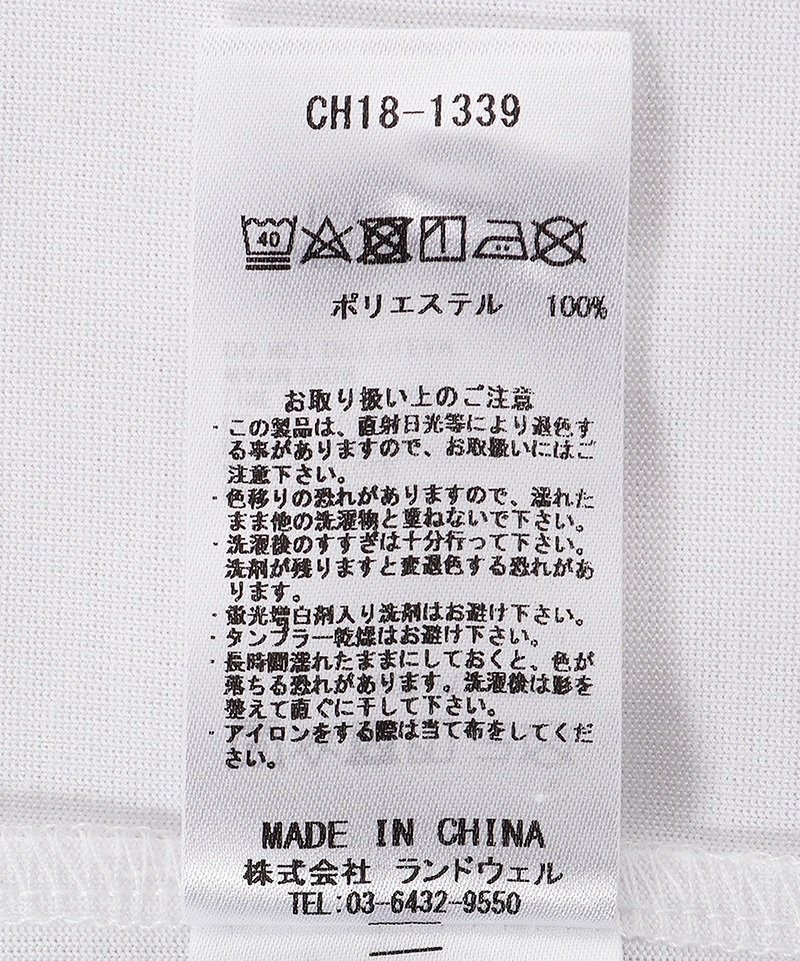 CH18-1339
40
ポリエステル 100%
お取り扱い上のご注意
・この製品は、直射日光等により退色す
る事がありますので、お取扱いにはご
注意下さい。
・色移りの恐れがありますので、濡れた
まま他の洗濯物と重ねないで下さい。
・洗濯後のすすぎは十分行って下さい。
洗剤が残りますと変退色する恐れがあ
ります。
・蛍光増白剤入り洗剤はお避け下さい。
・タンブラー乾燥はお避け下さい。
・長時間濡れたままにしておくと、色が
落ちる恐れがあります。洗濯後は形を
整えて直ぐに干して下さい。
・アイロンをする際は当て布をしてくだ
さい。
MADE IN CHINA
株式会社 ランドウェル
TEL:03-6432-9550